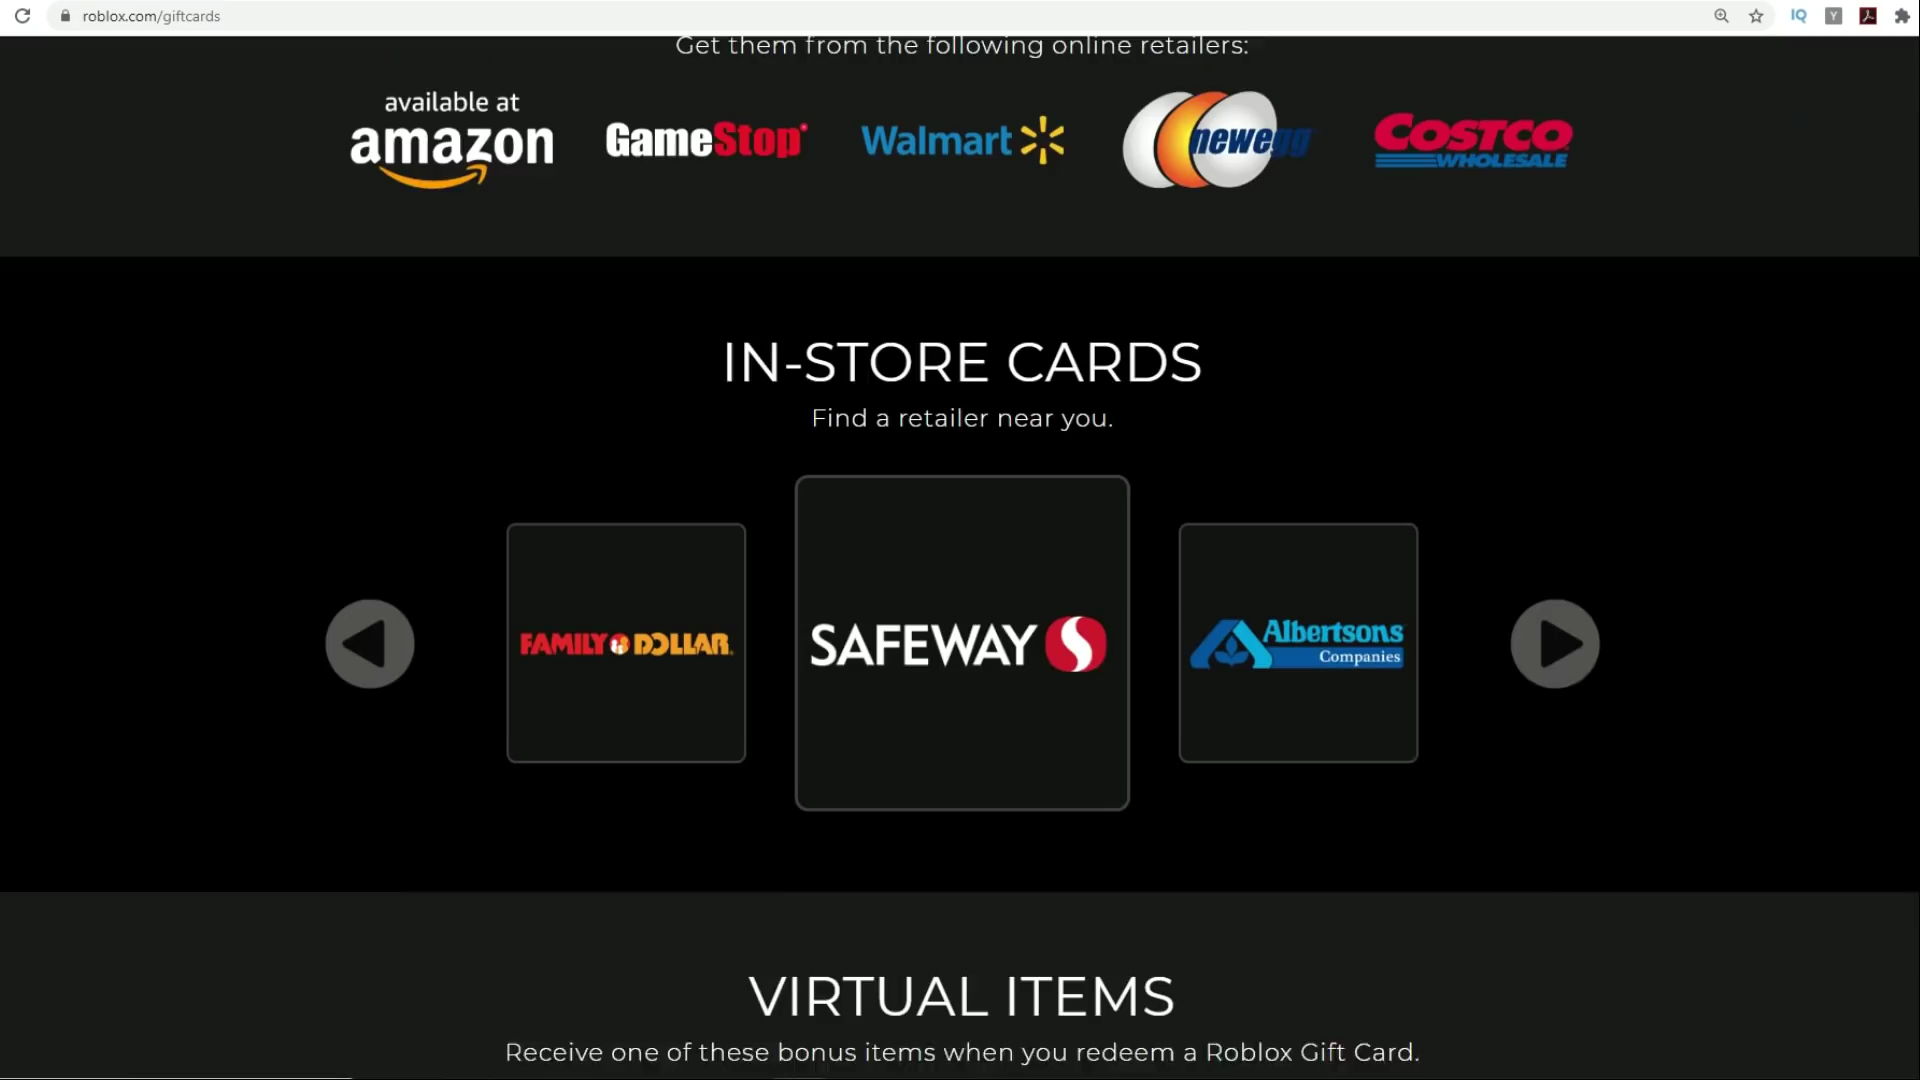 roblox.com/giftcards
IQ
Y
Get them from the following online retailers:
available at
amazon
GameStop
Walmart
newegg
COSTCO
WHOLESALE
IN-STORE CARDS
Find a retailer near you.
FAMILY DOLLAR
SAFEWAY
Albertsons
Companies
VIRTUAL ITEMS
Receive one of these bonus items when you redeem a Roblox Gift Card.